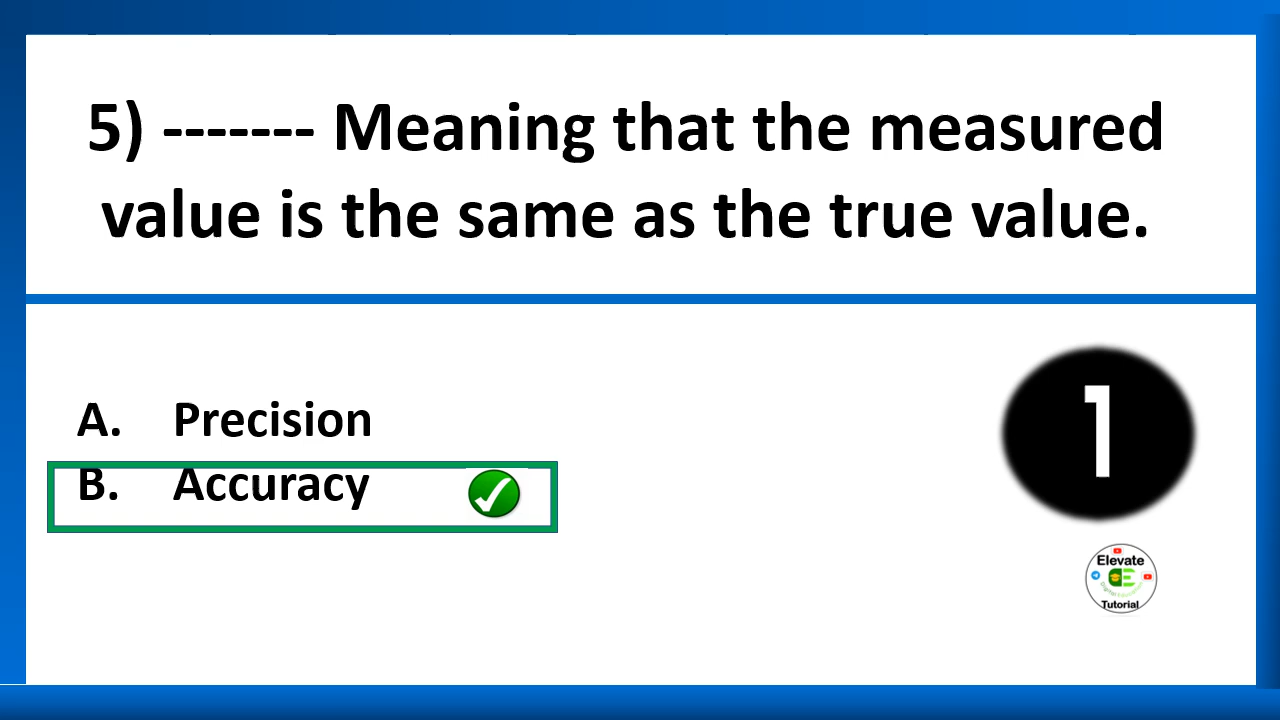 5) ------- Meaning that the measured
value is the same as the true value.
A. Precision
B. Accuracy
1
Elevate
Tutorial